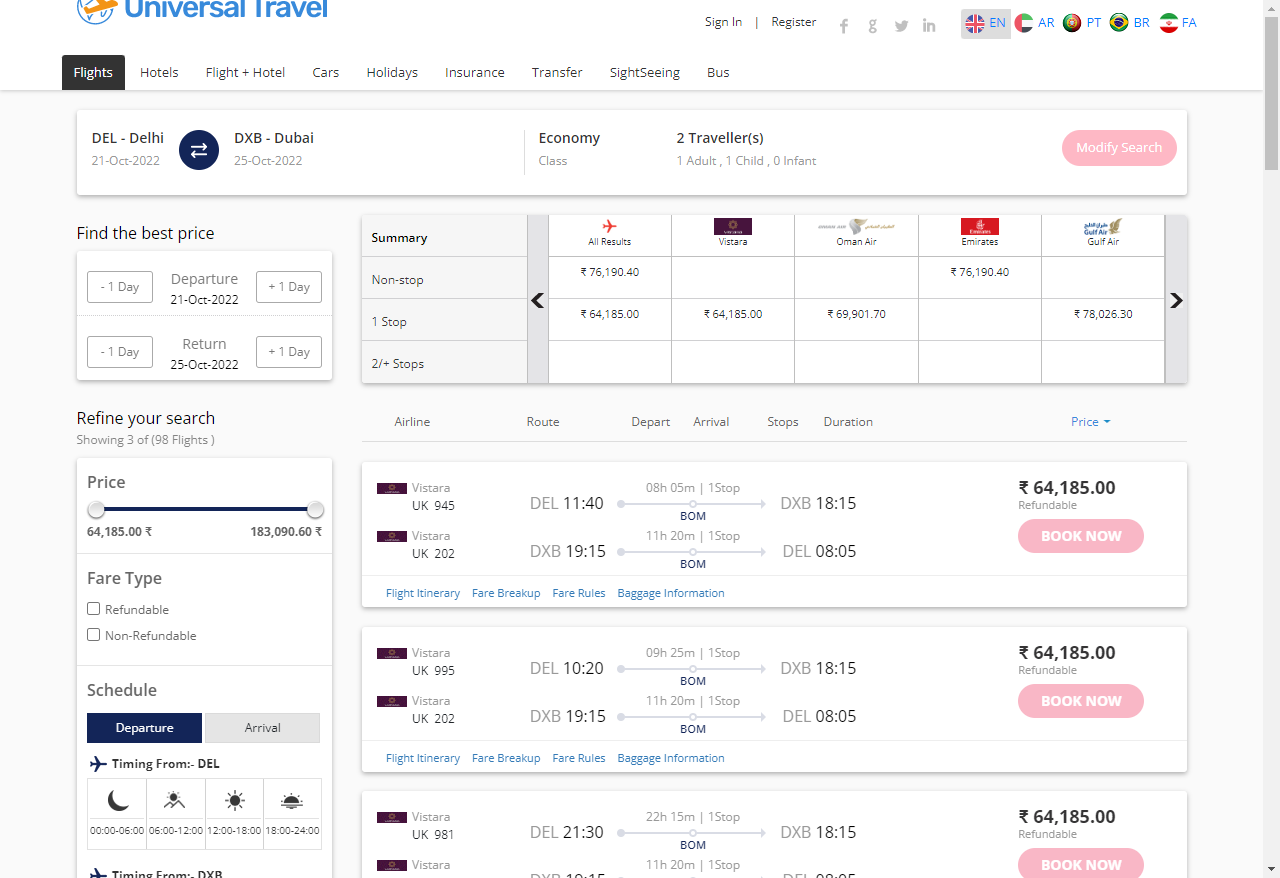 Universal Travel
Sign In | Register
EN AR PT BR FA
Flights Hotels Flight + Hotel Cars Holidays Insurance Transfer SightSeeing Bus
DEL - Delhi DXB - Dubai Economy 2 Traveller(s)
21-Oct-2022 25-Oct-2022 Class 1 Adult , 1 Child , 0 Infant
Modify Search
Find the best price
- 1 Day Departure + 1 Day
21-Oct-2022
- 1 Day Return + 1 Day
25-Oct-2022
Summary All Results Vistara Oman Air Emirates Gulf Air
Non-stop ₹ 76,190.40 ₹ 76,190.40
1 Stop ₹ 64,185.00 ₹ 64,185.00 ₹ 69,901.70 ₹ 78,026.30
2/+ Stops
Refine your search
Showing 3 of (98 Flights )
Price
64,185.00 ₹ 183,090.60 ₹
Fare Type
Refundable
Non-Refundable
Schedule
Departure Arrival
Timing From:- DEL
00:00-06:00 06:00-12:00 12:00-18:00 18:00-24:00
Timing From:- DXB
Airline Route Depart Arrival Stops Duration Price
Vistara 08h 05m | 1Stop ₹ 64,185.00
UK 945 DEL 11:40 DXB 18:15 Refundable
BOM
Vistara 11h 20m | 1Stop BOOK NOW
UK 202 DXB 19:15 DEL 08:05
BOM
Flight Itinerary Fare Breakup Fare Rules Baggage Information
Vistara 09h 25m | 1Stop ₹ 64,185.00
UK 995 DEL 10:20 DXB 18:15 Refundable
BOM
Vistara 11h 20m | 1Stop BOOK NOW
UK 202 DXB 19:15 DEL 08:05
BOM
Flight Itinerary Fare Breakup Fare Rules Baggage Information
Vistara 22h 15m | 1Stop ₹ 64,185.00
UK 981 DEL 21:30 DXB 18:15 Refundable
BOM
Vistara 11h 20m | 1Stop BOOK NOW
DXB 19:15 DEL 08:05